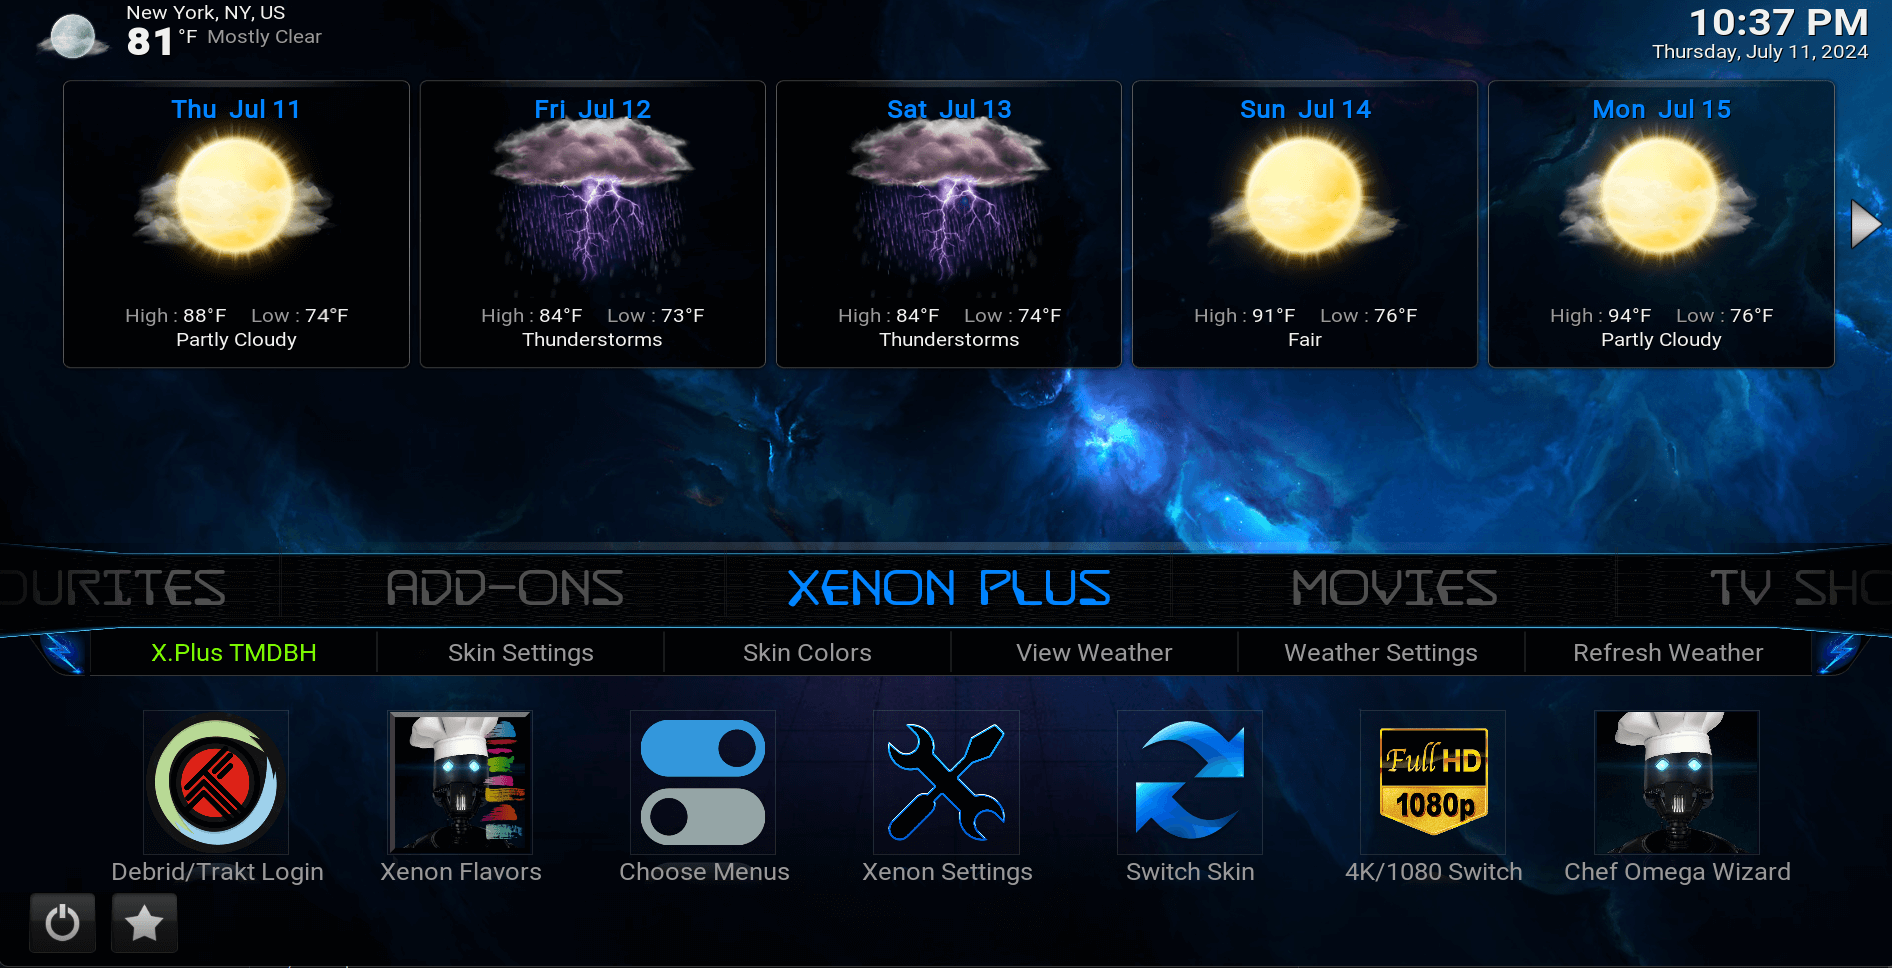 New York, NY, US
81 °F Mostly Clear
10:37 PM
Thursday, July 11, 2024
Thu Jul 11
High : 88°F Low : 74°F
Partly Cloudy
Fri Jul 12
High : 84°F Low : 73°F
Thunderstorms
Sat Jul 13
High : 84°F Low : 74°F
Thunderstorms
Sun Jul 14
High : 91°F Low : 76°F
Fair
Mon Jul 15
High : 94°F Low : 76°F
Partly Cloudy
OURITES ADD-ONS XENON PLUS MOVIES TV SHO
X.Plus TMDBH Skin Settings Skin Colors View Weather Weather Settings Refresh Weather
Full HD
1080p
Debrid/Trakt Login Xenon Flavors Choose Menus Xenon Settings Switch Skin 4K/1080 Switch Chef Omega Wizard